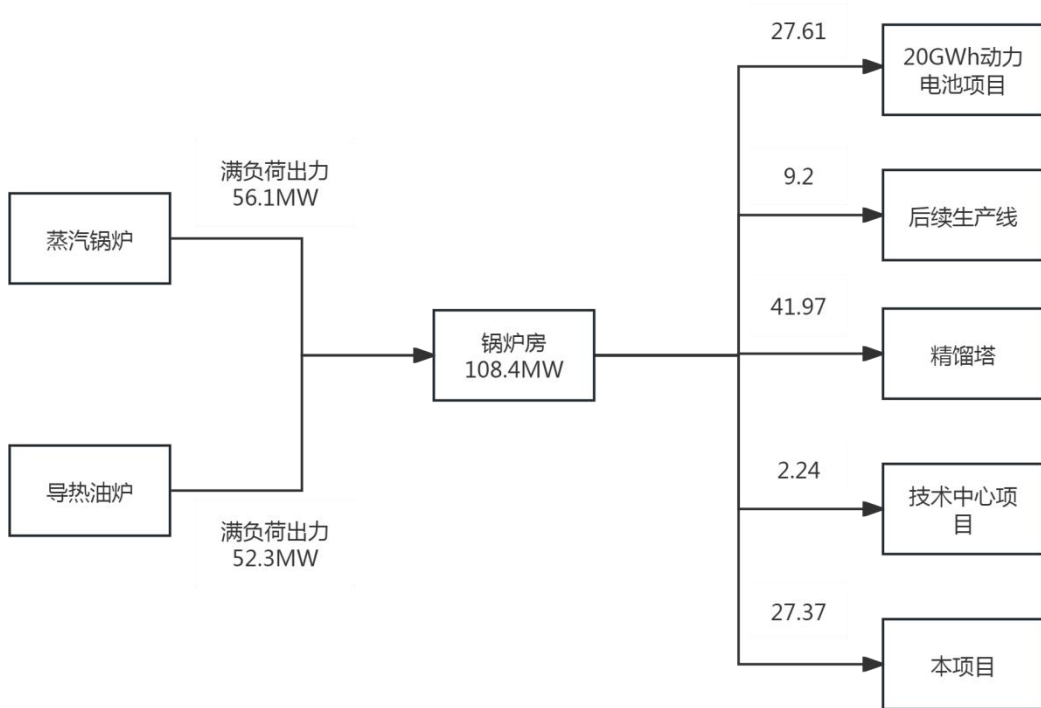 满负荷出力
56.1MW
蒸汽锅炉
导热油炉
满负荷出力
52.3MW
锅炉房
108.4MW
27.61
20GWh动力
电池项目
9.2
后续生产线
41.97
精馏塔
2.24
技术中心项
目
27.37
本项目